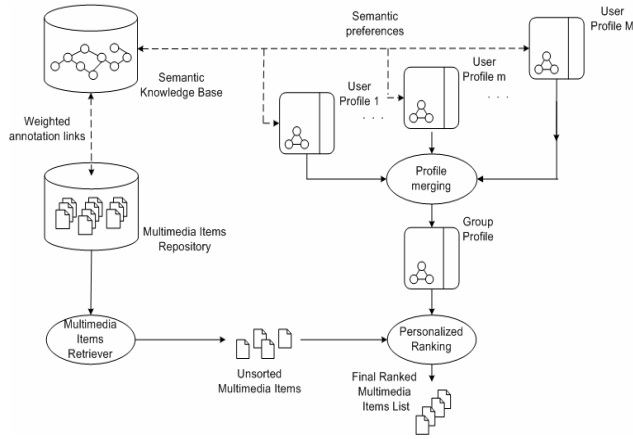 Semantic
preferences
User
Profile M
User
Profile m
User
Profile 1
. . .
. . .
Semantic
Knowledge Base
Weighted
annotation links
Profile
merging
Multimedia Items
Repository
Group
Profile
Multimedia
Items
Retriever
Unsorted
Multimedia Items
Personalized
Ranking
Final Ranked
Multimedia
Items List